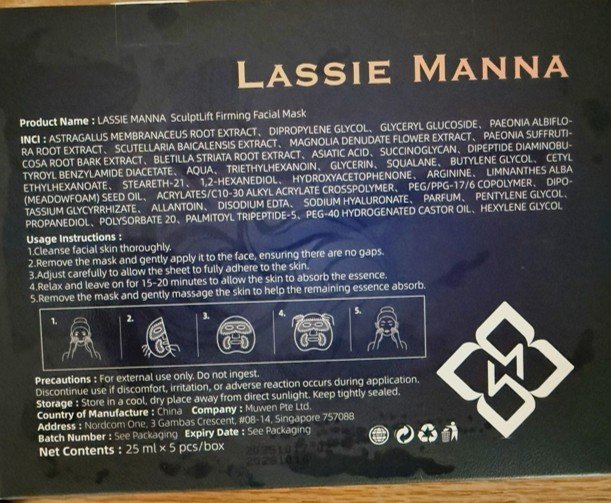 LASSIE MANNA
Product Name : LASSIE MANNA SculptLift Firming Facial Mask
INCI : ASTRAGALUS MEMBRANACEUS ROOT EXTRACT、DIPROPYLENE GLYCOL、GLYCERYL GLUCOSIDE、PAEONIA ALBIFLO-
RA ROOT EXTRACT、SCUTELLARIA BAICALENSIS EXTRACT、MAGNOLIA DENUDATE FLOWER EXTRACT、PAEONIA SUFFRUTI-
COSA ROOT BARK EXTRACT、BLETILLA STRIATA ROOT EXTRACT、ASIATIC ACID、SUCCINOGLYCAN、DIPEPTIDE DIAMINOBU-
TYROYL BENZYLAMIDE DIACETATE、AQUA、TRIETHYLHEXANOIN、GLYCERIN、SQUALANE、BUTYLENE GLYCOL、CETYL
ETHYLHEXANOATE、STEARETH-21、1,2-HEXANEDIOL、HYDROXYACETOPHENONE、ARGININE、LIMNANTHES ALBA
(MEADOWFOAM) SEED OIL、ACRYLATES/C10-30 ALKYL ACRYLATE CROSSPOLYMER、PEG/PPG-17/6 COPOLYMER、DIPO-
TASSIUM GLYCYRRHIZATE、ALLANTOIN、DISODIUM EDTA、SODIUM HYALURONATE、PARFUM、PENTYLENE GLYCOL、
PROPANEDIOL、POLYSORBATE 20、PALMITOYL TRIPEPTIDE-5、PEG-40 HYDROGENATED CASTOR OIL、HEXYLENE GLYCOL
Usage Instructions :
1.Cleanse facial skin thoroughly.
2.Remove the mask and gently apply it to the face, ensuring there are no gaps.
3.Adjust carefully to allow the sheet to fully adhere to the skin.
4.Relax and leave on for 15-20 minutes to allow the skin to absorb the essence.
5.Remove the mask and gently massage the skin to help the remaining essence absorb.
1. 2. 3. 4. 5.
Precautions : For external use only. Do not ingest.
Discontinue use if discomfort, irritation, or adverse reaction occurs during application.
Storage : Store in a cool, dry place away from direct sunlight. Keep tightly sealed.
Country of Manufacture : China Company : Muwen Pte Ltd.
Address : Nordcom One, 3 Gambas Crescent, #08-14, Singapore 757088
Batch Number : See Packaging Expiry Date : See Packaging
Net Contents : 25 ml × 5 pcs/box